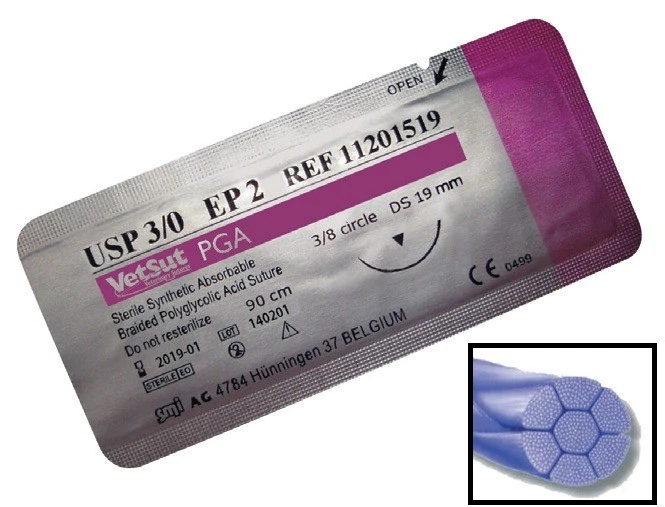 OPEN
USP 3/0 EP 2 REF 11201519
VetSut PGA
3/8 circle DS 19 mm
Sterile Synthetic Absorbable
Braided Polyglycolic Acid Suture
Do not resterilize 90 cm
2019-01 LOT 140201
STERILE EO
CE 0499
smi AG 4784 Hünningen 37 BELGIUM